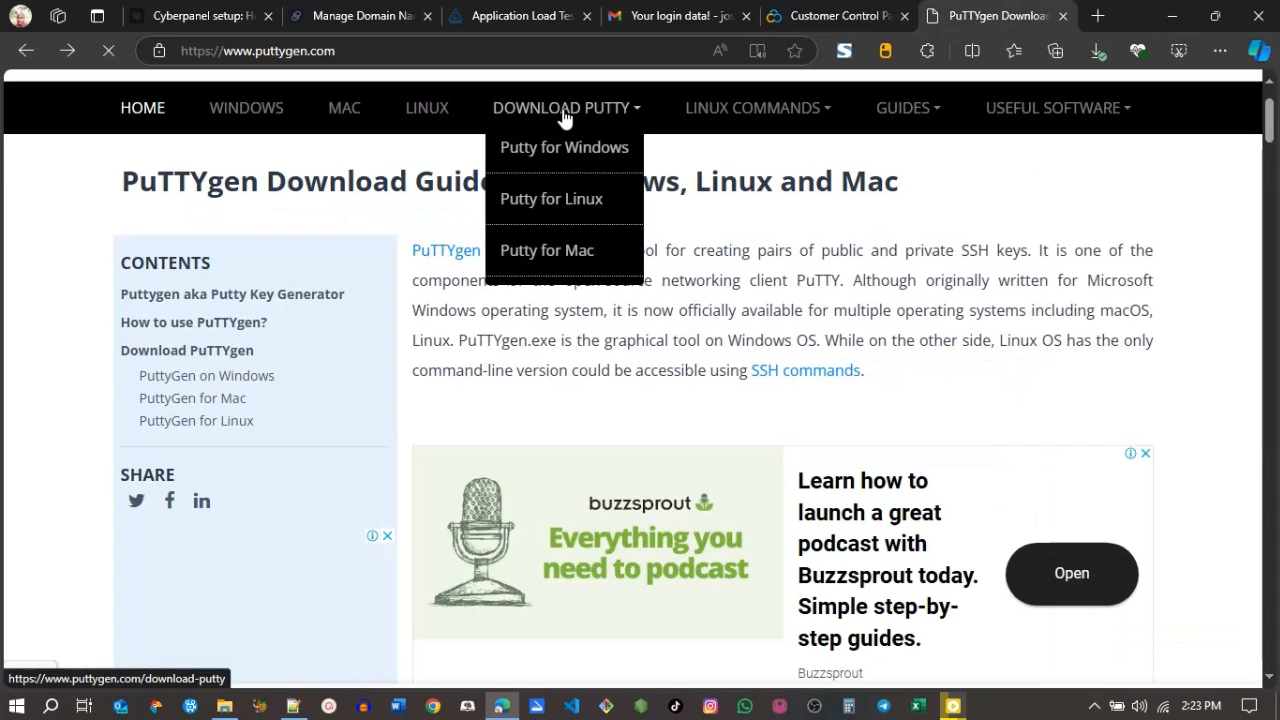 Cyberpanel setup: Ha
Manage Domain Na
Application Load Tes
Your login data! - jos
Customer Control Pa
PuTTYgen Download
https://www.puttygen.com
HOME
WINDOWS
MAC
LINUX
DOWNLOAD PUTTY
LINUX COMMANDS
GUIDES
USEFUL SOFTWARE
Putty for Windows
Putty for Linux
Putty for Mac
PuTTYgen Download Guid ws, Linux and Mac
CONTENTS
Puttygen aka Putty Key Generator
How to use PuTTYgen?
Download PuTTYgen
PuttyGen on Windows
PuttyGen for Mac
PuttyGen for Linux
SHARE
PuTTYgen ol for creating pairs of public and private SSH keys. It is one of the
components of the open-source networking client PuTTY. Although originally written for Microsoft
Windows operating system, it is now officially available for multiple operating systems including macOS,
Linux. PuTTYgen.exe is the graphical tool on Windows OS. While on the other side, Linux OS has the only
command-line version could be accessible using SSH commands.
buzzsprout
Everything you
need to podcast
Learn how to
launch a great
podcast with
Buzzsprout today.
Simple step-by-
step guides.
Buzzsprout
Open
https://www.puttygen.com/download-putty
2:23 PM